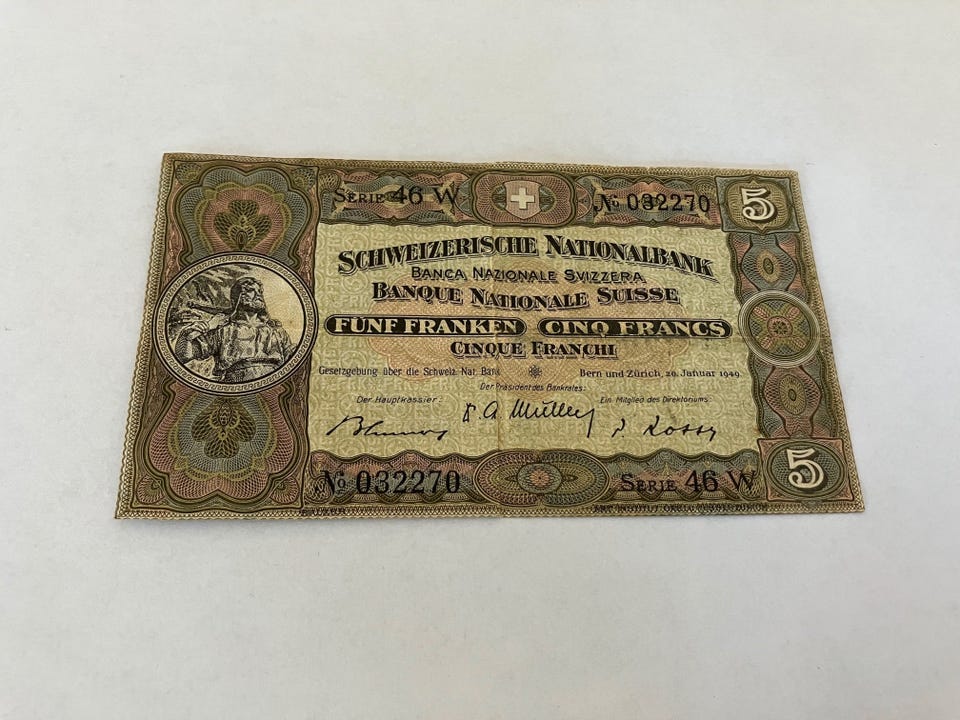 SERIE 46 W № 032270 5
SCHWEIZERISCHE NATIONALBANK
BANCA NAZIONALE SVIZZERA
BANQUE NATIONALE SUISSE
FÜNF FRANKEN CINQ FRANCS
CINQUE FRANCHI
Gesetzgebung über die Schweiz. Nat. Bank Bern und Zürich, 20. Januar 1949.
Der Präsident des Bankrates:
Der Hauptkassier: Ein Mitglied des Direktoriums:
P. Rossy
№ 032270 SERIE 46 W 5